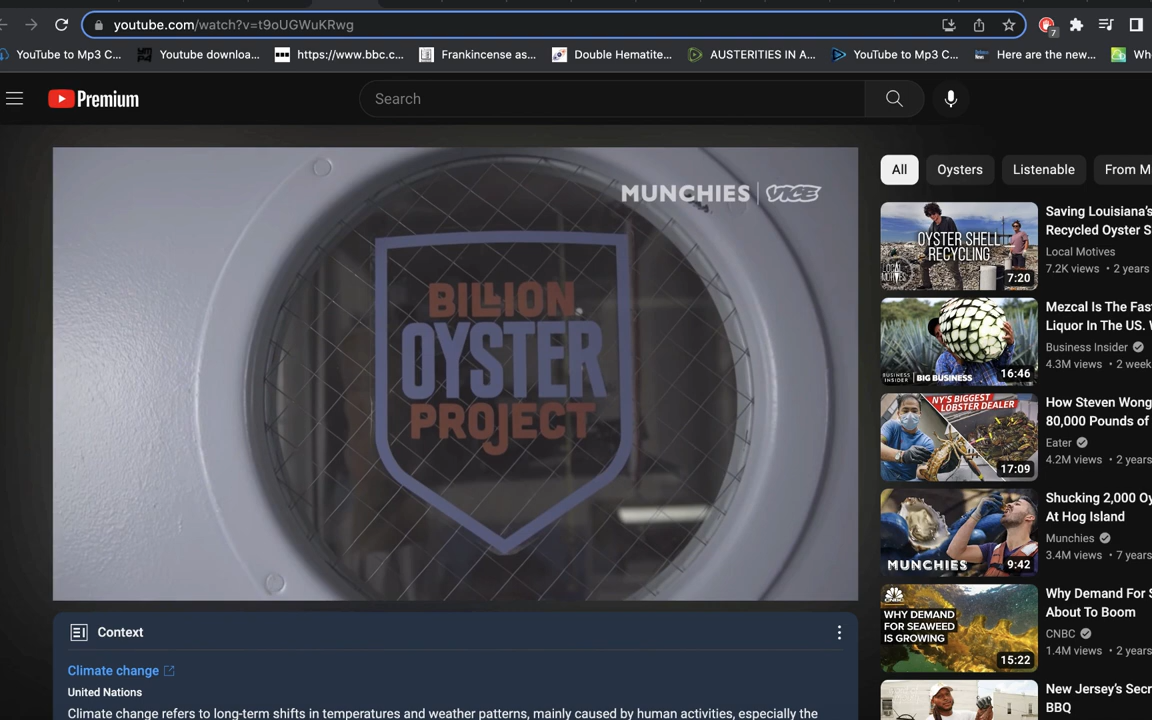 youtube.com/watch?v=t9oUGWuKRwg
7
YouTube to Mp3 C...
Youtube downloa...
https://www.bbc.c...
Frankincense as...
Double Hematite...
AUSTERITIES IN A...
YouTube to Mp3 C...
Here are the new...
Wh
Premium
Search
MUNCHIES | VICE
BILLION
OYSTER
PROJECT
All
Oysters
Listenable
From M
OYSTER SHELL
RECYCLING
LOCAL
MOTIVES
7:20
Saving Louisiana's
Recycled Oyster S
Local Motives
7.2K views • 2 years
BUSINESS INSIDER | BIG BUSINESS
16:46
Mezcal Is The Fas
Liquor In The US. W
Business Insider
4.3M views • 2 week
NY'S BIGGEST
LOBSTER DEALER
17:09
How Steven Wong
80,000 Pounds of
Eater
4.2M views • 2 years
MUNCHIES
9:42
Shucking 2,000 Oy
At Hog Island
Munchies
3.4M views • 7 years
CNBC
WHY DEMAND
FOR SEAWEED
IS GROWING
15:22
Why Demand For S
About To Boom
CNBC
1.4M views • 2 years
New Jersey's Secr
BBQ
Context
Climate change
United Nations
Climate change refers to long-term shifts in temperatures and weather patterns, mainly caused by human activities, especially the